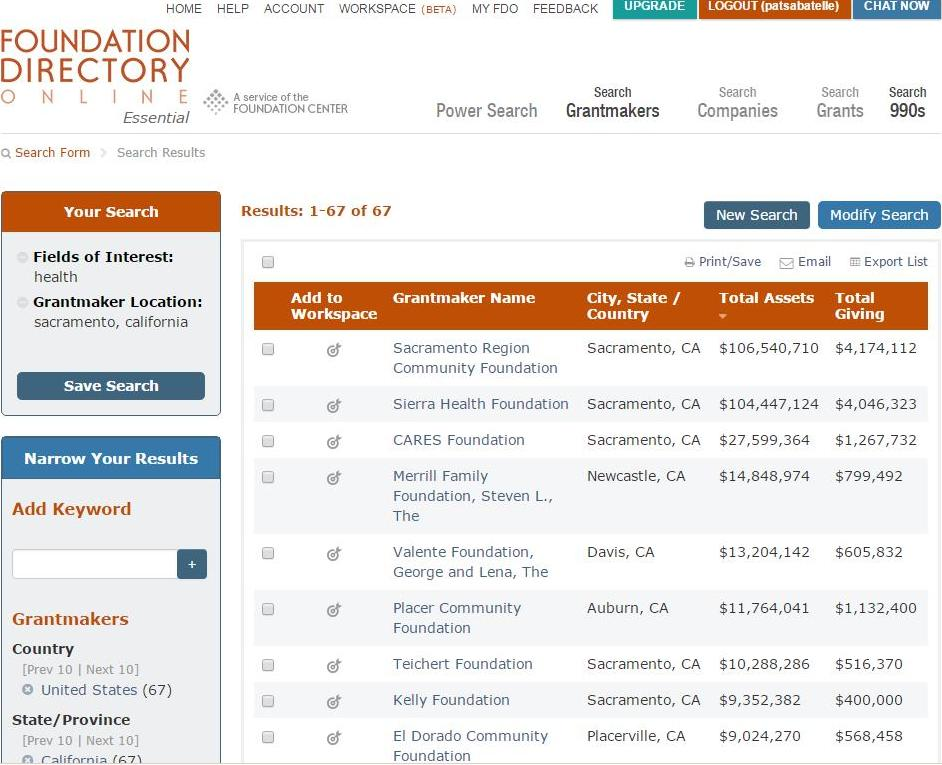 HOME HELP ACCOUNT WORKSPACE (BETA) MY FDO FEEDBACK UPGRADE LOGOUT (patsabatelle) CHAT NOW
FOUNDATION
DIRECTORY
ONLINE
Essential
A service of the
FOUNDATION CENTER
Power Search
Search
Grantmakers
Search
Companies
Search
Grants
Search
990s
Search Form Search Results
Your Search
Fields of Interest:
health
Grantmaker Location:
sacramento, california
Save Search
Narrow Your Results
Add Keyword
+
Grantmakers
Country
[Prev 10 | Next 10]
United States (67)
State/Province
[Prev 10 | Next 10]
California (67)
Results: 1-67 of 67
New Search Modify Search
Print/Save Email Export List
Add to
Workspace
Grantmaker Name
City, State /
Country
Total Assets
Total
Giving
Sacramento Region
Community Foundation
Sacramento, CA $106,540,710 $4,174,112
Sierra Health Foundation Sacramento, CA $104,447,124 $4,046,323
CARES Foundation Sacramento, CA $27,599,364 $1,267,732
Merrill Family
Foundation, Steven L.,
The
Newcastle, CA $14,848,974 $799,492
Valente Foundation,
George and Lena, The
Davis, CA $13,204,142 $605,832
Placer Community
Foundation
Auburn, CA $11,764,041 $1,132,400
Teichert Foundation Sacramento, CA $10,288,286 $516,370
Kelly Foundation Sacramento, CA $9,352,382 $400,000
El Dorado Community
Foundation
Placerville, CA $9,024,270 $568,458